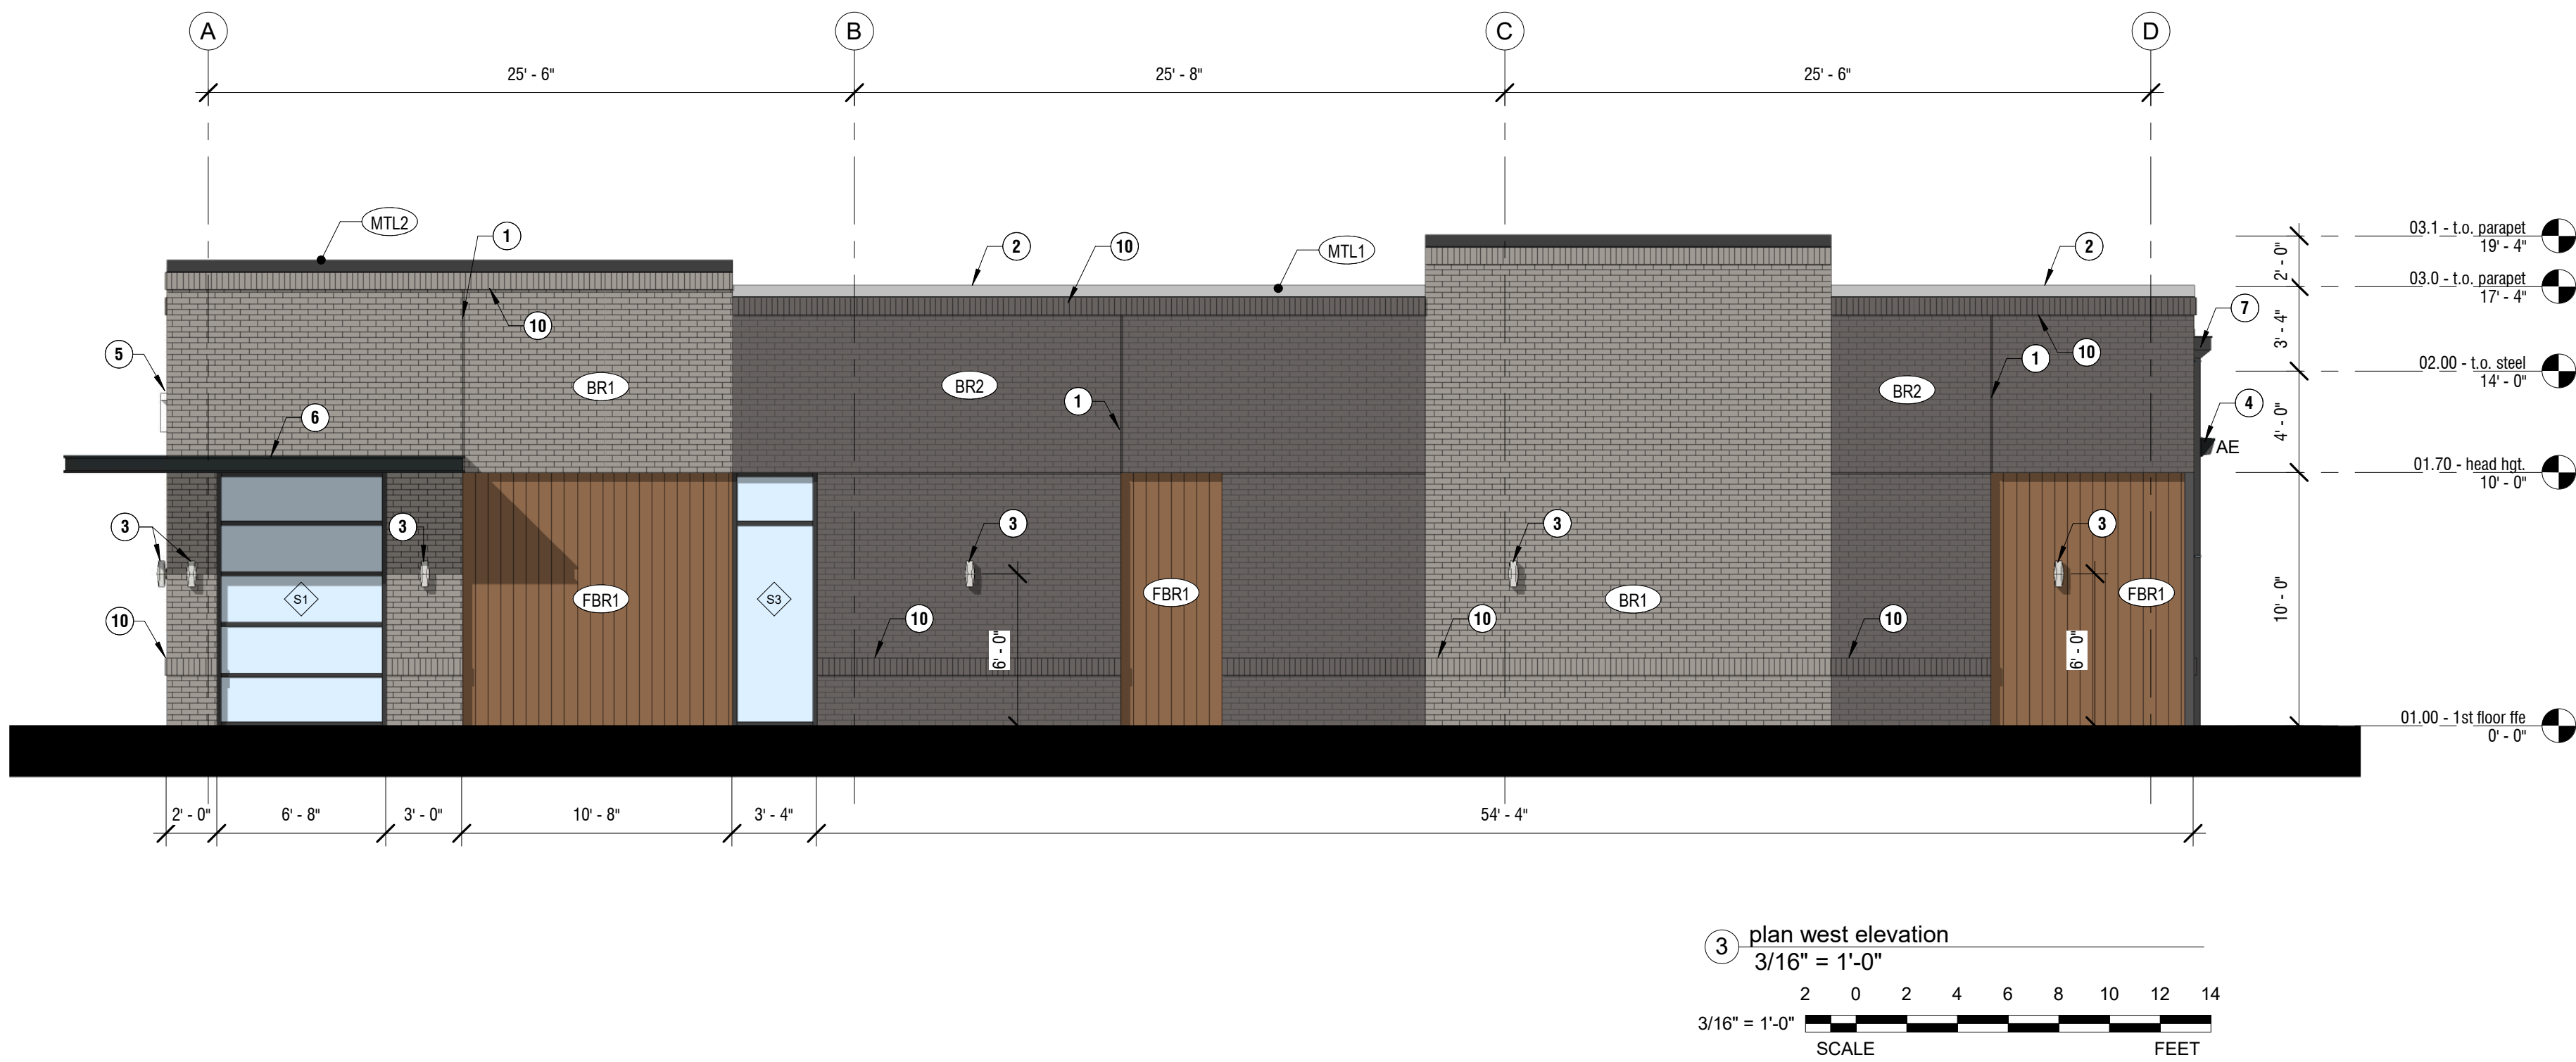 A
B
C
D
25' - 6"
25' - 8"
25' - 6"
MTL2
1
2
10
MTL1
2
03.1 - t.o. parapet
19' - 4"
2' - 0"
03.0 - t.o. parapet
17' - 4"
7
10
5
3' - 4"
1
10
02.00 - t.o. steel
14' - 0"
BR1
BR2
1
BR2
6
4
4' - 0"
AE
01.70 - head hgt.
10' - 0"
3
3
3
3
3
S1
FBR1
S3
FBR1
BR1
FBR1
10' - 0"
10
10
10
10
6' - 0"
6' - 0"
01.00 - 1st floor ffe
0' - 0"
2' - 0"
6' - 8"
3' - 0"
10' - 8"
3' - 4"
54' - 4"
3
plan west elevation
3/16" = 1'-0"
2 0 2 4 6 8 10 12 14
3/16" = 1'-0"
SCALE FEET